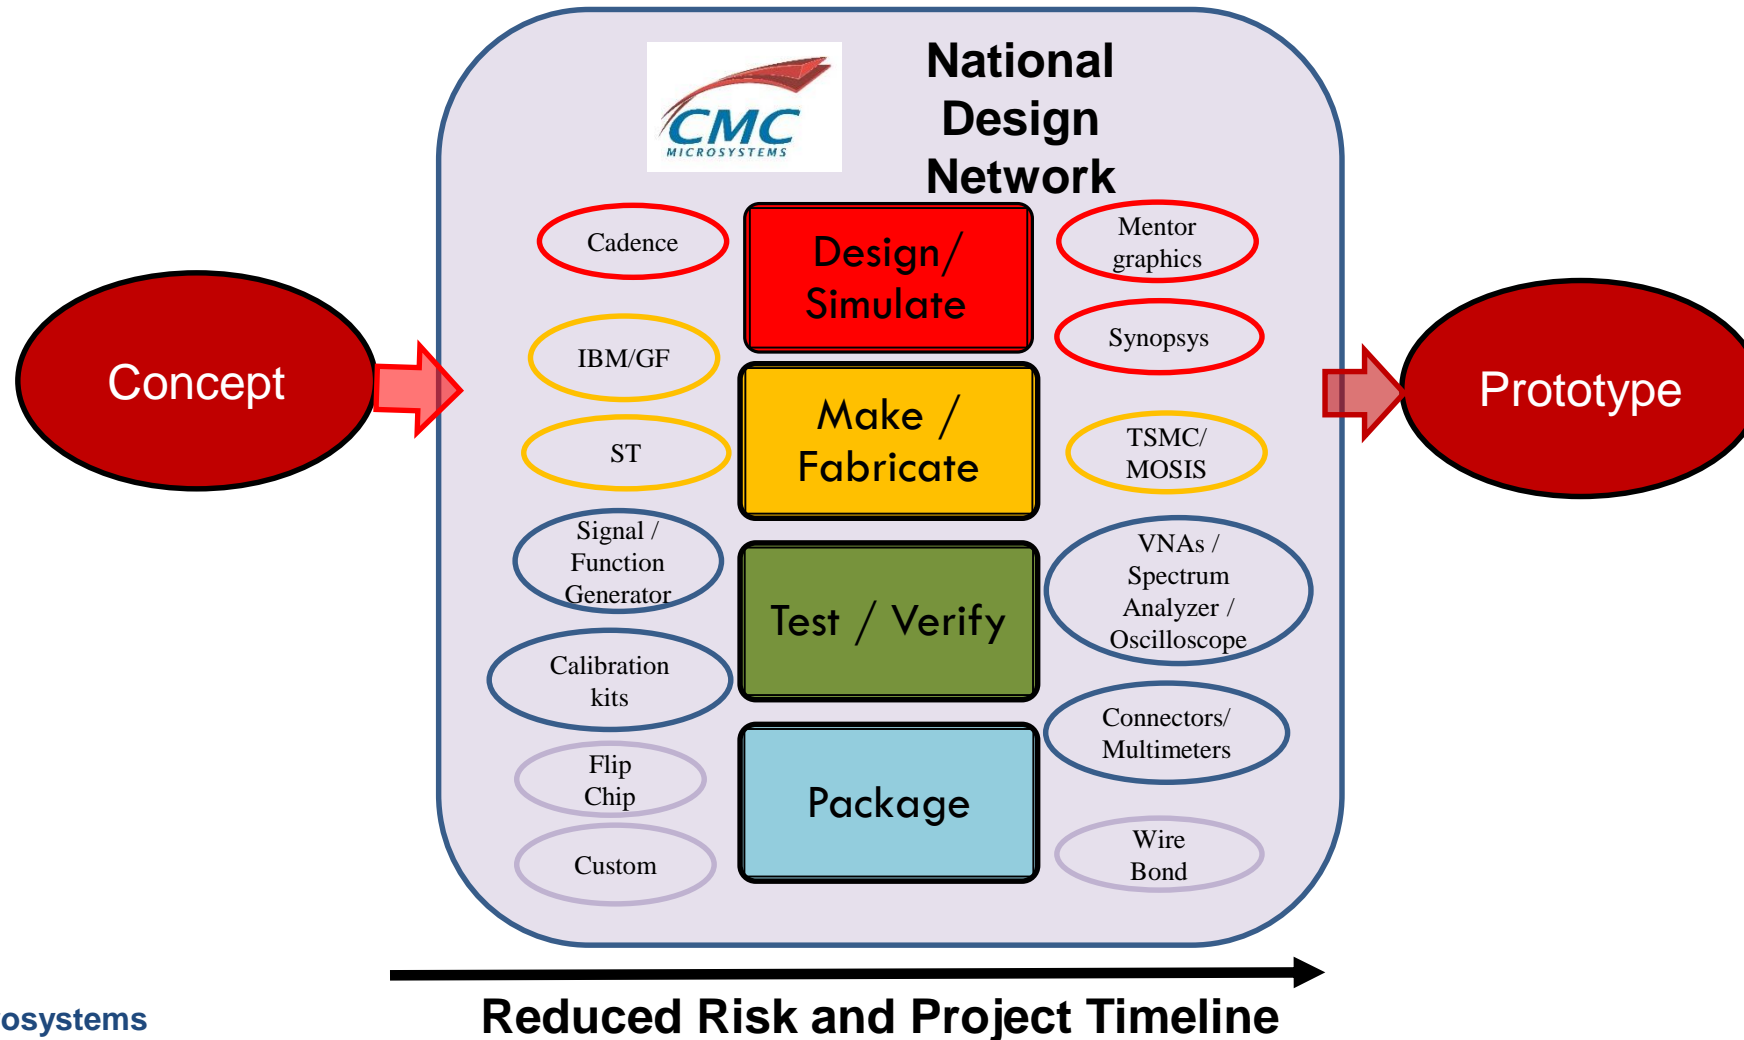 National
Design
Network
CMC
MICROSYSTEMS
Cadence
Design/
Simulate
Mentor
graphics
Synopsys
IBM/GF
Concept
Make /
Fabricate
Prototype
ST
TSMC/
MOSIS
Signal /
Function
Generator
Test / Verify
VNAs /
Spectrum
Analyzer /
Oscilloscope
Calibration
kits
Connectors/
Multimeters
Flip
Chip
Package
Custom
Wire
Bond
Reduced Risk and Project Timeline
rosystems